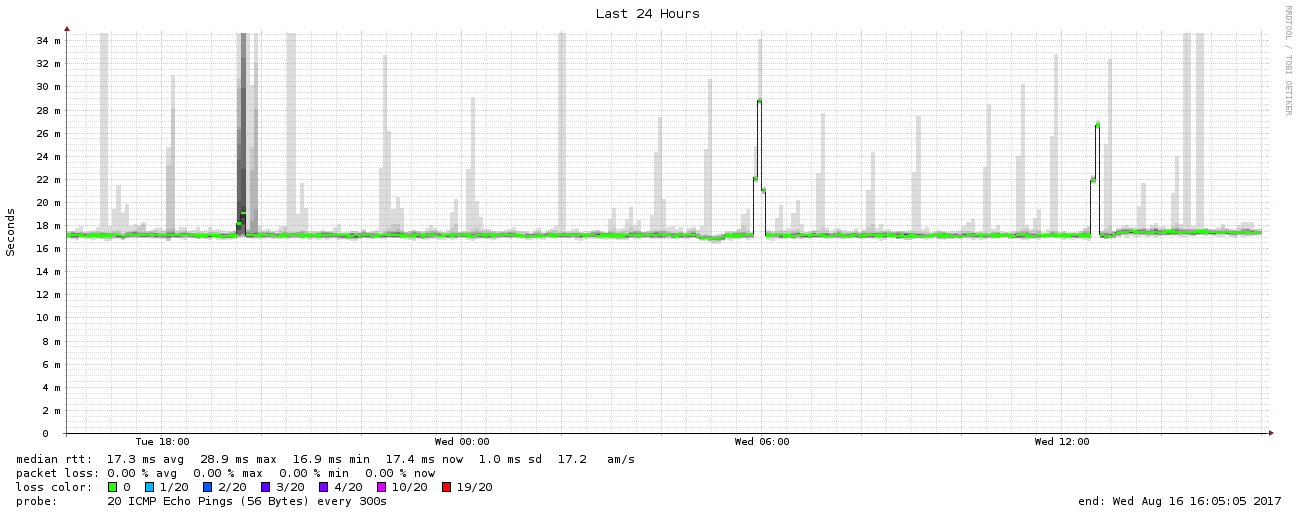 Last 24 Hours
RRDTOOL / TOBI OETIKER
Seconds
34 m
32 m
30 m
28 m
26 m
24 m
22 m
20 m
18 m
16 m
14 m
12 m
10 m
8 m
6 m
4 m
2 m
0
Tue 18:00 Wed 00:00 Wed 06:00 Wed 12:00
median rtt: 17.3 ms avg 28.9 ms max 16.9 ms min 17.4 ms now 1.0 ms sd 17.2 am/s
packet loss: 0.00 % avg 0.00 % max 0.00 % min 0.00 % now
loss color: 0 1/20 2/20 3/20 4/20 10/20 19/20
probe: 20 ICMP Echo Pings (56 Bytes) every 300s end: Wed Aug 16 16:05:05 2017